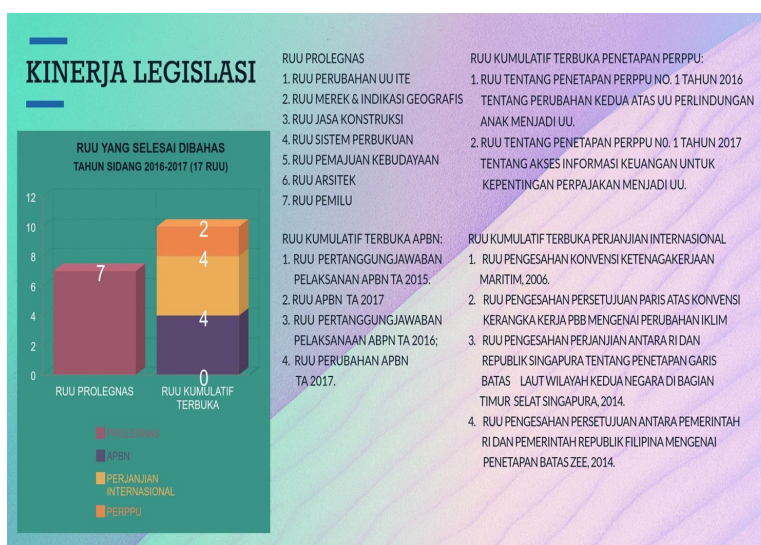 KINERJA LEGISLASI
RUU YANG SELESAI DIBAHAS
TAHUN SIDANG 2016-2017 (17 RUU)
12
10
8
6
4
2
0
7
2
4
4
0
RUU PROLEGNAS
RUU KUMULATIF
TERBUKA
PROLEGNAS
APBN
PERJANJIAN
INTERNASIONAL
PERPPU
RUU PROLEGNAS
1. RUU PERUBAHAN UU ITE
2. RUU MEREK & INDIKASI GEOGRAFIS
3. RUU JASA KONSTRUKSI
4. RUU SISTEM PERBUKUAN
5. RUU PEMAJUAN KEBUDAYAAN
6. RUU ARSITEK
7. RUU PEMILU
RUU KUMULATIF TERBUKA APBN:
1. RUU PERTANGGUNGJAWABAN
PELAKSANAN APBN TA 2015.
2. RUU APBN TA 2017
3. RUU PERTANGGUNGJAWABAN
PELAKSANAAN ABPN TA 2016;
4. RUU PERUBAHAN APBN
TA 2017.
RUU KUMULATIF TERBUKA PENETAPAN PERPPU:
1. RUU TENTANG PENETAPAN PERPPU NO. 1 TAHUN 2016
TENTANG PERUBAHAN KEDUA ATAS UU PERLINDUNGAN
ANAK MENJADI UU.
2. RUU TENTANG PENETAPAN PERPPU N0. 1 TAHUN 2017
TENTANG AKSES INFORMASI KEUANGAN UNTUK
KEPENTINGAN PERPAJAKAN MENJADI UU.
RUU KUMULATIF TERBUKA PERJANJIAN INTERNASIONAL
1. RUU PENGESAHAN KONVENSI KETENAGAKERJAAN
MARITIM, 2006.
2. RUU PENGESAHAN PERSETUJUAN PARIS ATAS KONVENSI
KERANGKA KERJA PBB MENGENAI PERUBAHAN IKLIM
3. RUU PENGESAHAN PERJANJIAN ANTARA RI DAN
REPUBLIK SINGAPURA TENTANG PENETAPAN GARIS
BATAS LAUT WILAYAH KEDUA NEGARA DI BAGIAN
TIMUR SELAT SINGAPURA, 2014.
4. RUU PENGESAHAN PERSETUJUAN ANTARA PEMERINTAH
RI DAN PEMERINTAH REPUBLIK FILIPINA MENGENAI
PENETAPAN BATAS ZEE, 2014.